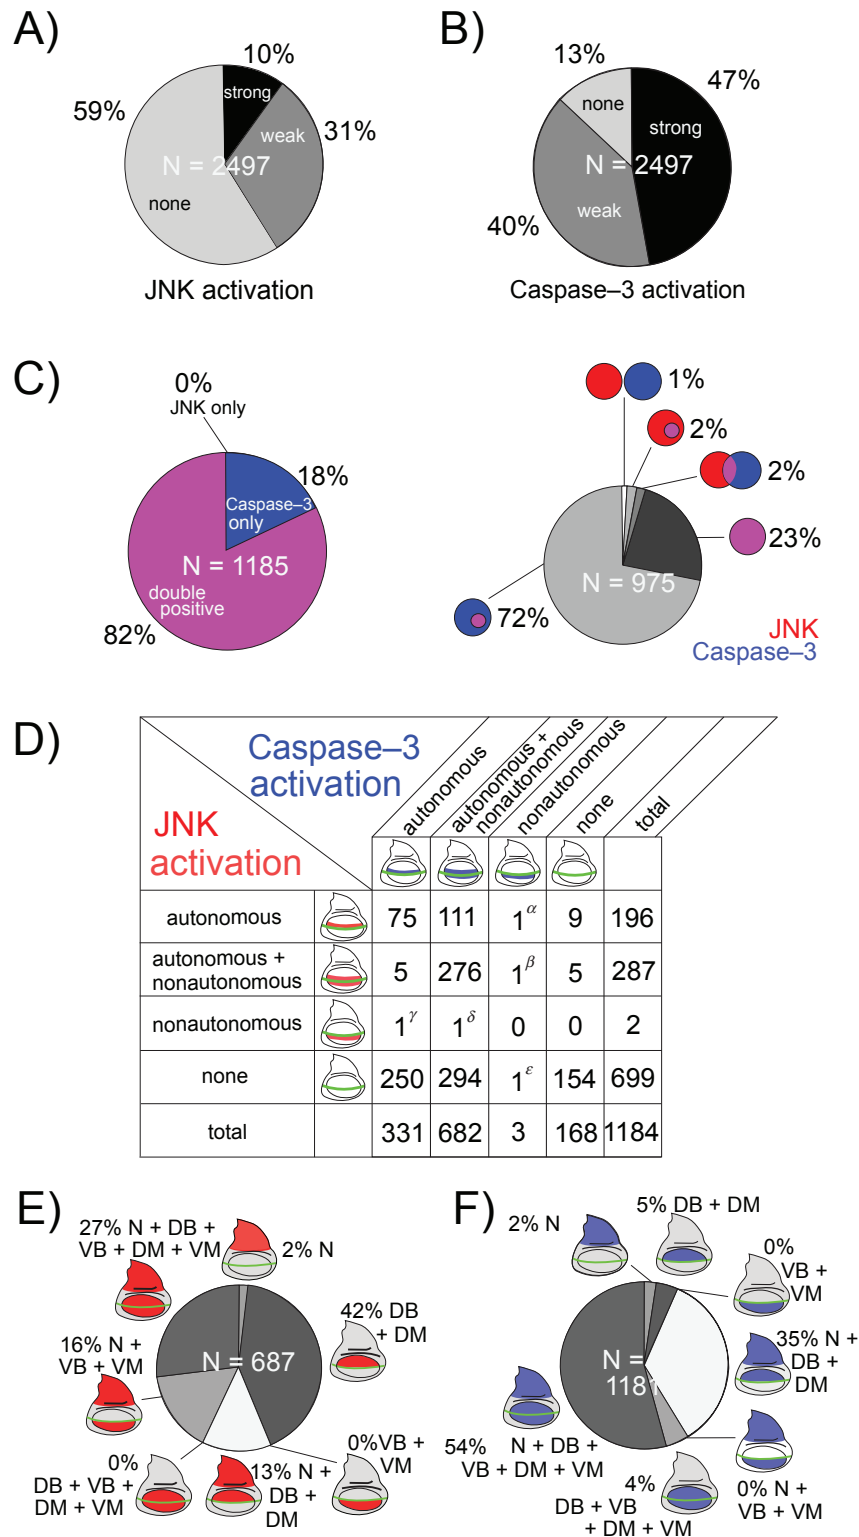 A)
10%
strong
59%
weak
31%
N = 2497
none
JNK activation
B)
13%
47%
none
strong
N = 2497
weak
40%
Caspase–3 activation
C)
0%
JNK only
18%
Caspase–3
only
N = 1185
double
positive
82%
1%
2%
2%
23%
N = 975
72%
JNK
Caspase–3
D)
Caspase–3
activation
JNK
activation
autonomous
autonomous +
nonautonomous
nonautonomous
none
total
autonomous
75 111 1α 9 196
autonomous +
nonautonomous
5 276 1β 5 287
nonautonomous
1γ 1δ 0 0 2
none
250 294 1ε 154 699
total
331 682 3 168 1184
E)
27% N + DB +
VB + DM + VM
2% N
42% DB
+ DM
16% N +
VB + VM
N = 687
0%VB +
VM
0%
DB + VB +
DM + VM
13% N +
DB +
DM
F)
2% N
5% DB + DM
0%
VB +
VM
35% N +
DB +
DM
N =
1181
54% N + DB +
VB + DM + VM
4%
DB + VB
+ DM + VM
0% N +
VB + VM